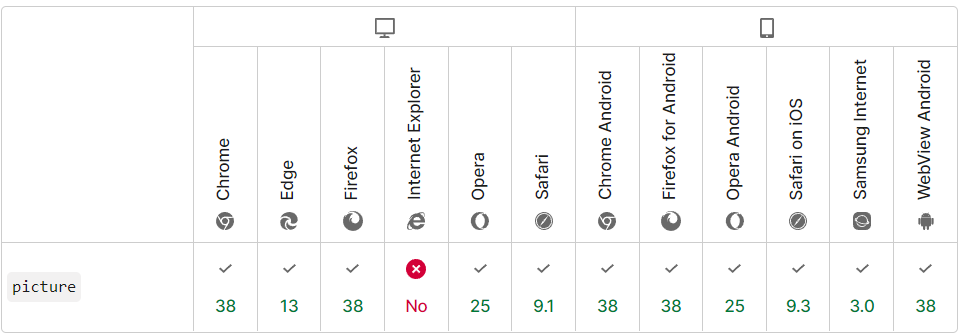 Chrome
Edge
Firefox
Internet Explorer
Opera
Safari
Chrome Android
Firefox for Android
Opera Android
Safari on iOS
Samsung Internet
WebView Android
picture
38
13
38
No
25
9.1
38
38
25
9.3
3.0
38